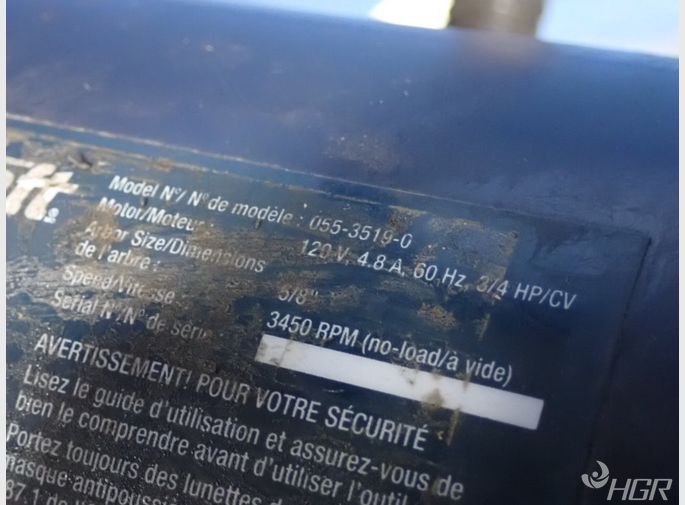 Model N°/ N° de modèle : 055-3519-0
Motor/Moteur : 120 V, 4.8 A, 60 Hz, 3/4 HP/CV
Arbor Size/Dimensions
de l'arbre : 5/8"
Speed/Vitesse : 3450 RPM (no-load/à vide)
Serial N°/N° de série
AVERTISSEMENT! POUR VOTRE SÉCURITÉ
Lisez le guide d'utilisation et assurez-vous de
bien le comprendre avant d'utiliser l'outil.
Portez toujours des lunettes
masque
HGR